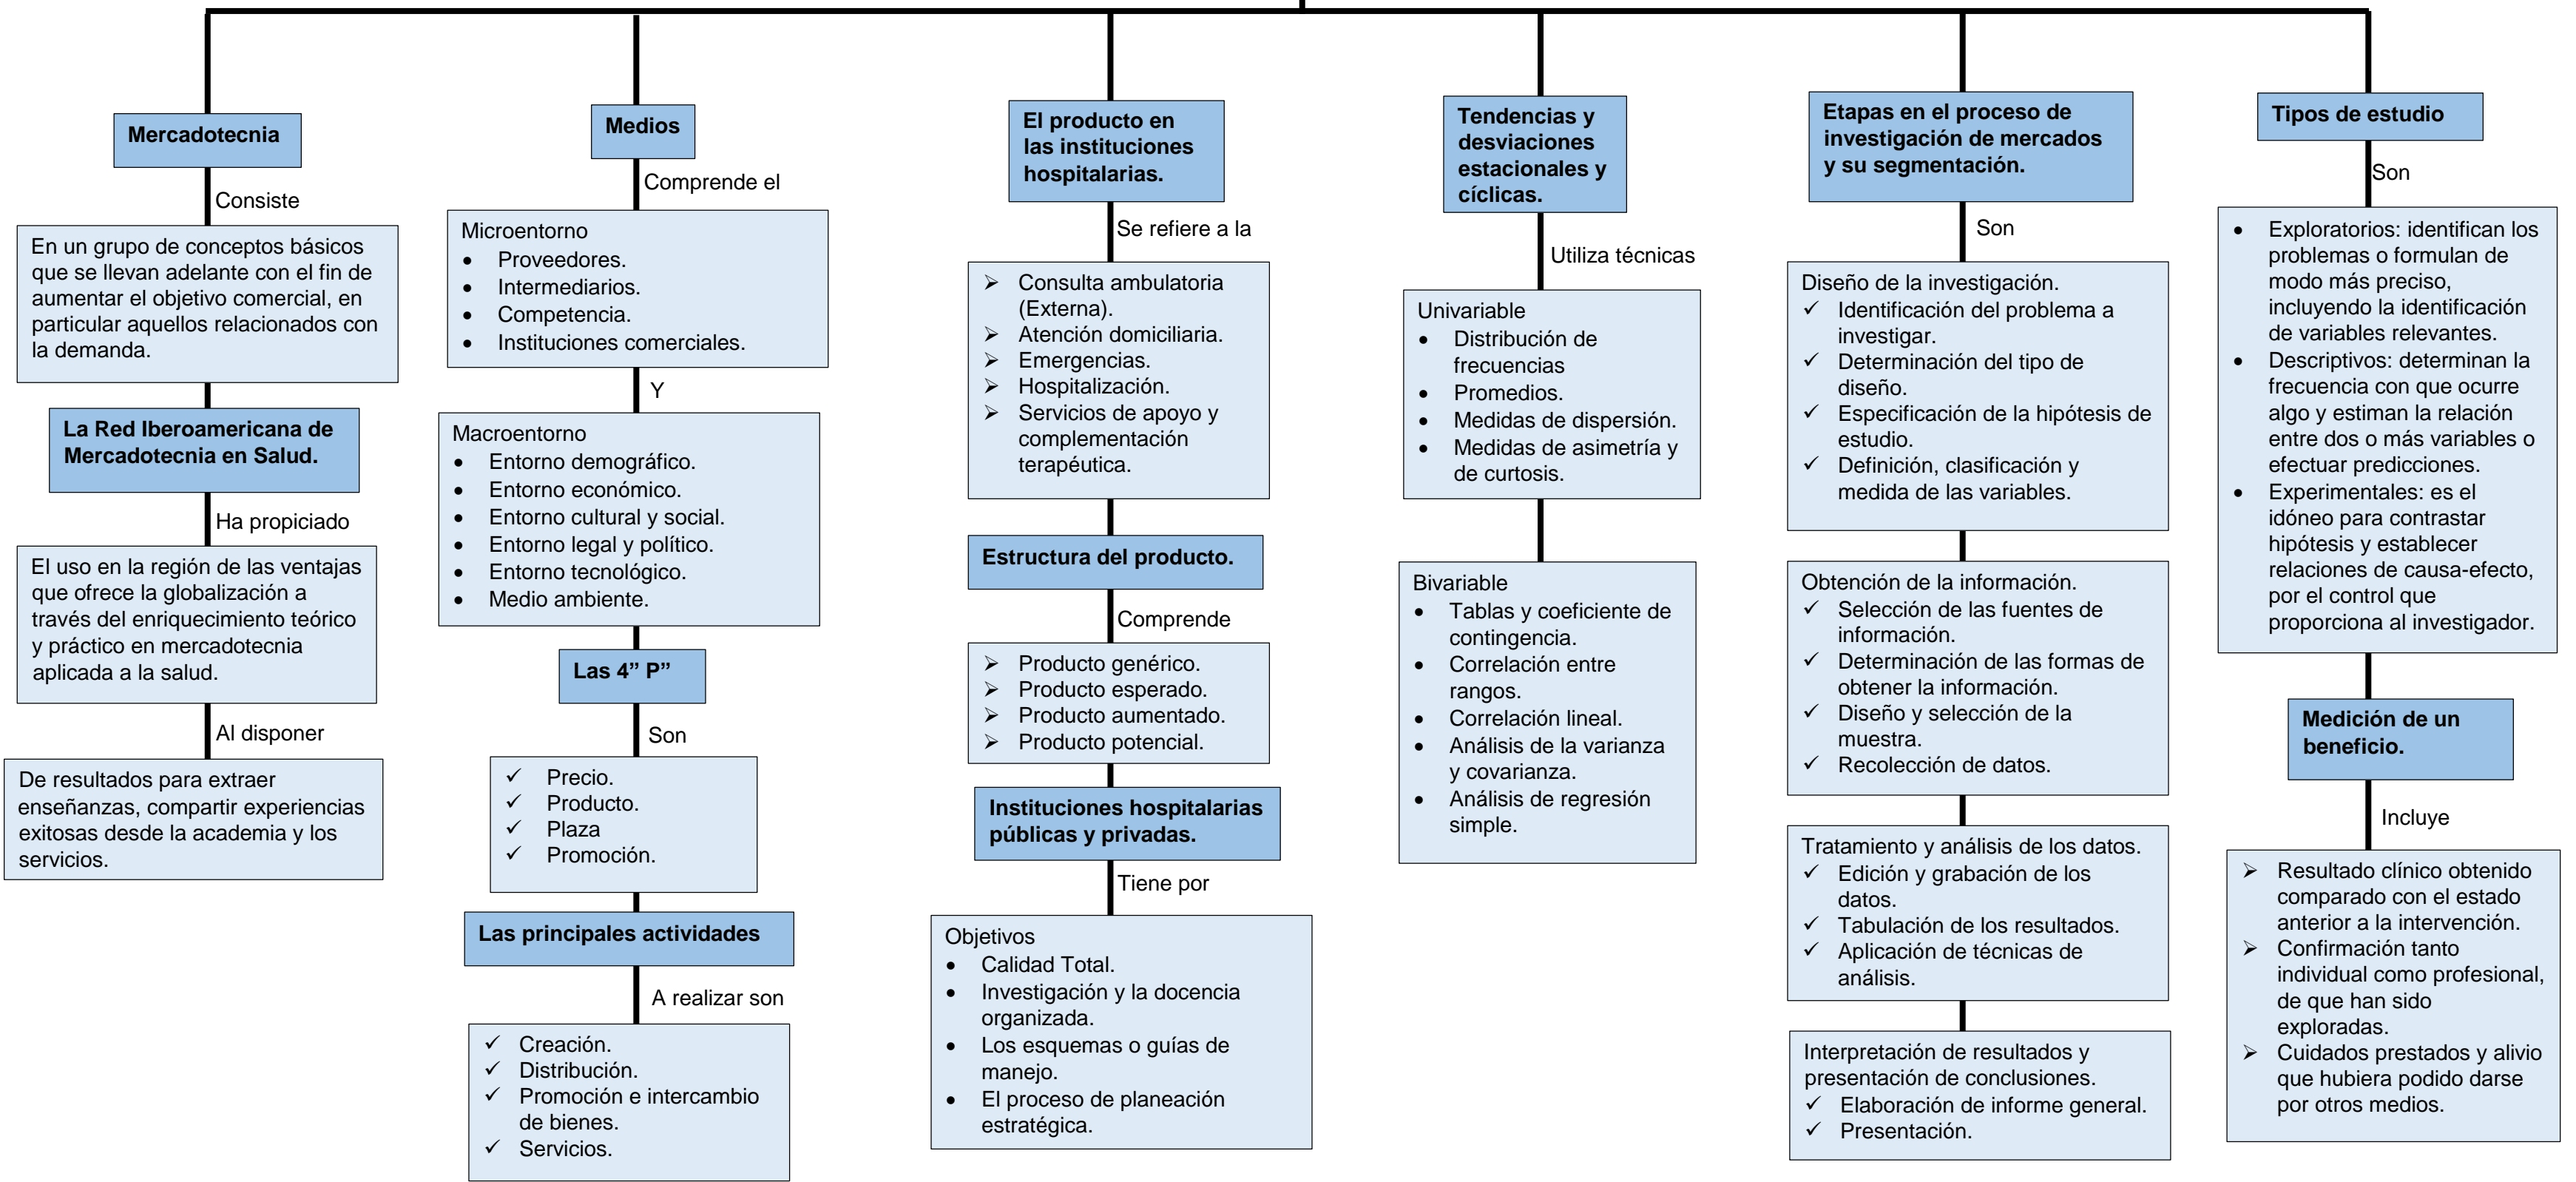 Mercadotecnia
Consiste
En un grupo de conceptos básicos
que se llevan adelante con el fin de
aumentar el objetivo comercial, en
particular aquellos relacionados con
la demanda.
La Red Iberoamericana de
Mercadotecnia en Salud.
Ha propiciado
El uso en la región de las ventajas
que ofrece la globalización a
través del enriquecimiento teórico
y práctico en mercadotecnia
aplicada a la salud.
Al disponer
De resultados para extraer
enseñanzas, compartir experiencias
exitosas desde la academia y los
servicios.
Medios
Comprende el
Microentorno
• Proveedores.
• Intermediarios.
• Competencia.
• Instituciones comerciales.
Y
Macroentorno
• Entorno demográfico.
• Entorno económico.
• Entorno cultural y social.
• Entorno legal y político.
• Entorno tecnológico.
• Medio ambiente.
Las 4” P”
Son
✓ Precio.
✓ Producto.
✓ Plaza
✓ Promoción.
Las principales actividades
A realizar son
✓ Creación.
✓ Distribución.
✓ Promoción e intercambio
de bienes.
✓ Servicios.
El producto en
las instituciones
hospitalarias.
Se refiere a la
➢ Consulta ambulatoria
(Externa).
➢ Atención domiciliaria.
➢ Emergencias.
➢ Hospitalización.
➢ Servicios de apoyo y
complementación
terapéutica.
Estructura del producto.
Comprende
➢ Producto genérico.
➢ Producto esperado.
➢ Producto aumentado.
➢ Producto potencial.
Instituciones hospitalarias
públicas y privadas.
Tiene por
Objetivos
• Calidad Total.
• Investigación y la docencia
organizada.
• Los esquemas o guías de
manejo.
• El proceso de planeación
estratégica.
Tendencias y
desviaciones
estacionales y
cíclicas.
Utiliza técnicas
Univariable
• Distribución de
frecuencias
• Promedios.
• Medidas de dispersión.
• Medidas de asimetría y
de curtosis.
Bivariable
• Tablas y coeficiente de
contingencia.
• Correlación entre
rangos.
• Correlación lineal.
• Análisis de la varianza
y covarianza.
• Análisis de regresión
simple.
Etapas en el proceso de
investigación de mercados
y su segmentación.
Son
Diseño de la investigación.
✓ Identificación del problema a
investigar.
✓ Determinación del tipo de
diseño.
✓ Especificación de la hipótesis de
estudio.
✓ Definición, clasificación y
medida de las variables.
Obtención de la información.
✓ Selección de las fuentes de
información.
✓ Determinación de las formas de
obtener la información.
✓ Diseño y selección de la
muestra.
✓ Recolección de datos.
Tratamiento y análisis de los datos.
✓ Edición y grabación de los
datos.
✓ Tabulación de los resultados.
✓ Aplicación de técnicas de
análisis.
Interpretación de resultados y
presentación de conclusiones.
✓ Elaboración de informe general.
✓ Presentación.
Tipos de estudio
Son
• Exploratorios: identifican los
problemas o formulan de
modo más preciso,
incluyendo la identificación
de variables relevantes.
• Descriptivos: determinan la
frecuencia con que ocurre
algo y estiman la relación
entre dos o más variables o
efectuar predicciones.
• Experimentales: es el
idóneo para contrastar
hipótesis y establecer
relaciones de causa-efecto,
por el control que
proporciona al investigador.
Medición de un
beneficio.
Incluye
➢ Resultado clínico obtenido
comparado con el estado
anterior a la intervención.
➢ Confirmación tanto
individual como profesional,
de que han sido
exploradas.
➢ Cuidados prestados y alivio
que hubiera podido darse
por otros medios.